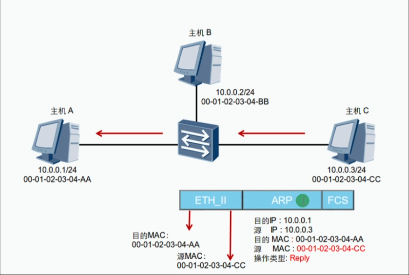 主机 B
主机 A
10.0.0.2/24
00-01-02-03-04-BB
主机 C
10.0.0.1/24
00-01-02-03-04-AA
10.0.0.3/24
00-01-02-03-04-CC
ETH_II
ARP
FCS
目的MAC:
00-01-02-03-04-AA
源MAC:
00-01-02-03-04-CC
目的IP : 10.0.0.1
源 IP : 10.0.0.3
目的 MAC : 00-01-02-03-04-AA
源 MAC : 00-01-02-03-04-CC
操作类型: Reply